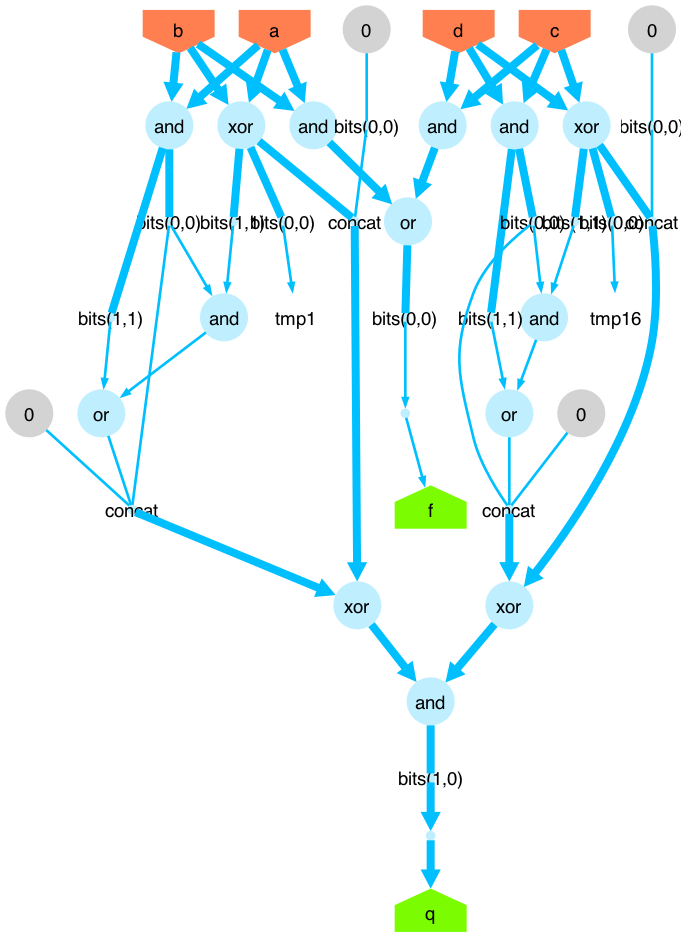 b
a
0
d
c
0
and
xor
and
bits(0,0)
and
and
xor
bits(0,0)
bits(0,0)
bits(1,1)
bits(0,0)
concat
or
bits(0,0)
bits(1,1)
bits(0,0)
concat
bits(1,1)
and
tmp1
bits(0,0)
bits(1,1)
and
tmp16
0
or
or
0
concat
f
concat
xor
xor
and
bits(1,0)
q